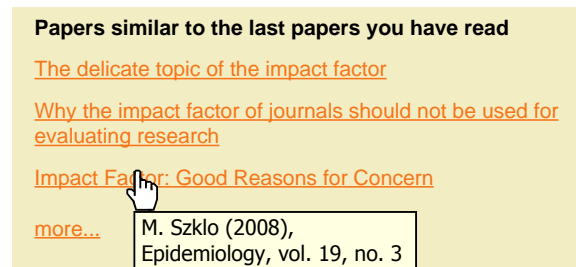 Papers similar to the last papers you have read
The delicate topic of the impact factor
Why the impact factor of journals should not be used for
evaluating research
Impact Factor: Good Reasons for Concern
more...
M. Szklo (2008),
Epidemiology, vol. 19, no. 3